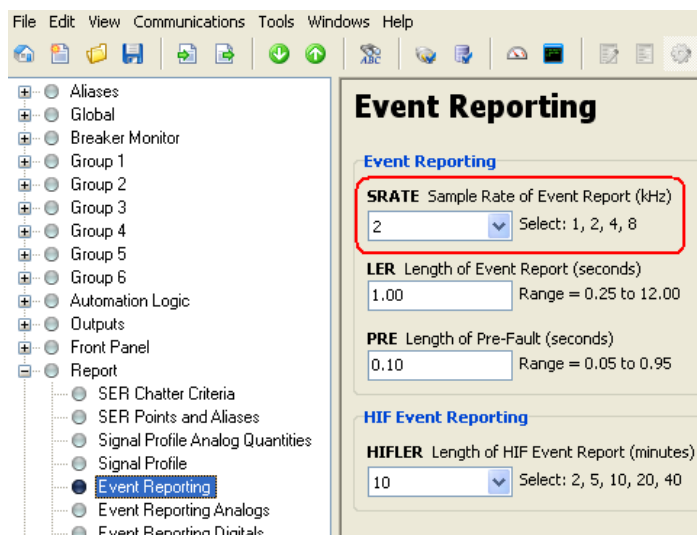 File Edit View Communications Tools Windows Help
ABC
Aliases
Global
Breaker Monitor
Group 1
Group 2
Group 3
Group 4
Group 5
Group 6
Automation Logic
Outputs
Front Panel
Report
SER Chatter Criteria
SER Points and Aliases
Signal Profile Analog Quantities
Signal Profile
Event Reporting
Event Reporting Analogs
Event Reporting Digitals
Event Reporting
Event Reporting
SRATE Sample Rate of Event Report (kHz)
2 Select: 1, 2, 4, 8
LER Length of Event Report (seconds)
1.00 Range = 0.25 to 12.00
PRE Length of Pre-Fault (seconds)
0.10 Range = 0.05 to 0.95
HIF Event Reporting
HIFLER Length of HIF Event Report (minutes)
10 Select: 2, 5, 10, 20, 40